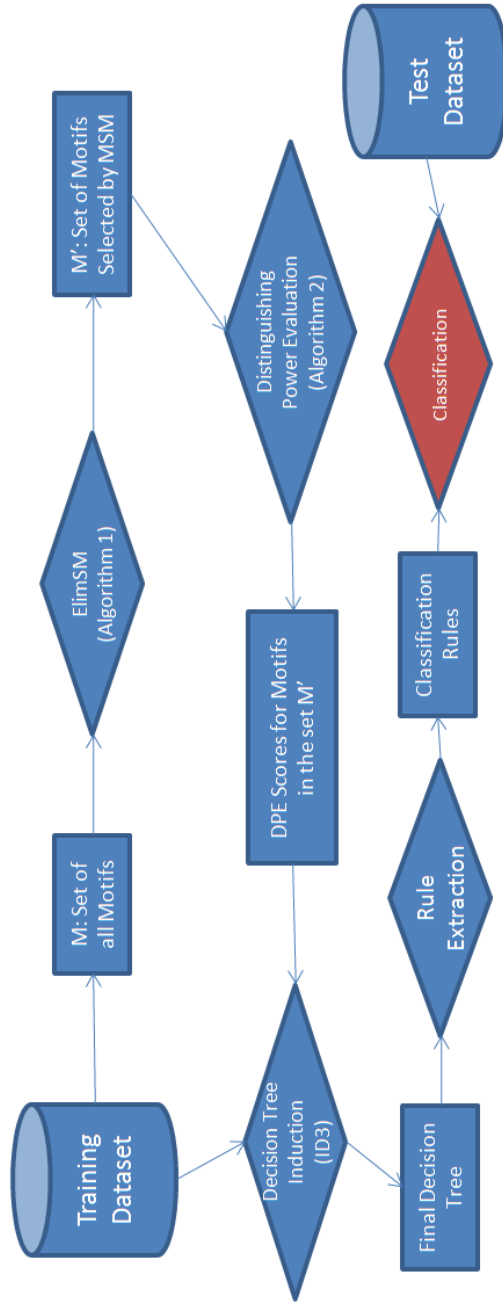 Training
Dataset
M: Set of
all Motifs
ElimSM
(Algorithm 1)
M': Set of Motifs
Selected by MSM
Distinguishing
Power Evaluation
(Algorithm 2)
DPE Scores for Motifs
in the set M'
Decision Tree
Induction
(ID3)
Final Decision
Tree
Rule
Extraction
Classification
Rules
Classification
Test
Dataset